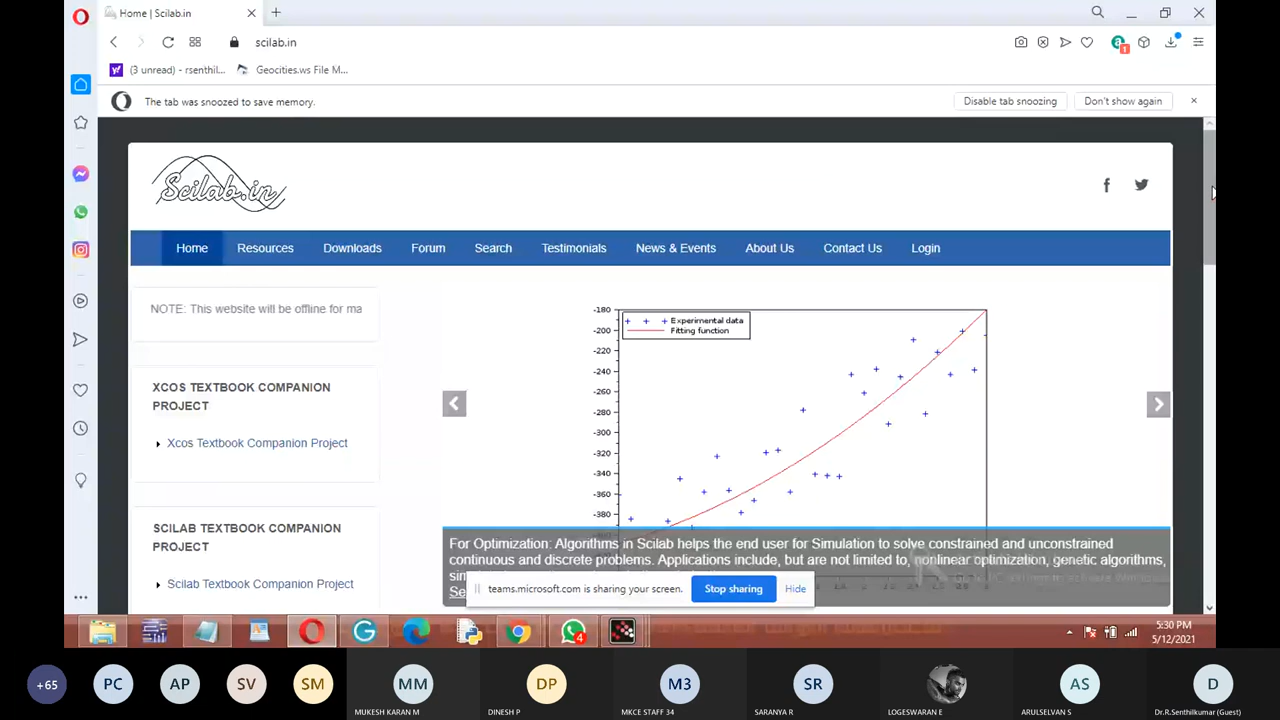 Home | Scilab.in
scilab.in
(3 unread) - rsenthil...
Geocities.ws File M...
The tab was snoozed to save memory.
Disable tab snoozing
Don't show again
Scilab.in
Home
Resources
Downloads
Forum
Search
Testimonials
News & Events
About Us
Contact Us
Login
NOTE: This website will be offline for ma
XCOS TEXTBOOK COMPANION
PROJECT
Xcos Textbook Companion Project
SCILAB TEXTBOOK COMPANION
PROJECT
Scilab Textbook Companion Project
-180
-200
-220
-240
-260
-280
-300
-320
-340
-360
-380
Experimental data
Fitting function
For Optimization: Algorithms in Scilab helps the end user for Simulation to solve constrained and unconstrained
continuous and discrete problems. Applications include, but are not limited to, nonlinear optimization, genetic algorithms,
teams.microsoft.com is sharing your screen.
Stop sharing
Hide
1
4
5:30 PM
5/12/2021
+65
PC
AP
SV
SM
MM
MUKESH KARAN M
DP
DINESH P
M3
MKCE STAFF 34
SR
SARANYA R
LOGESWARAN E
AS
ARULSELVAN S
D
Dr.R.Senthilkumar (Guest)